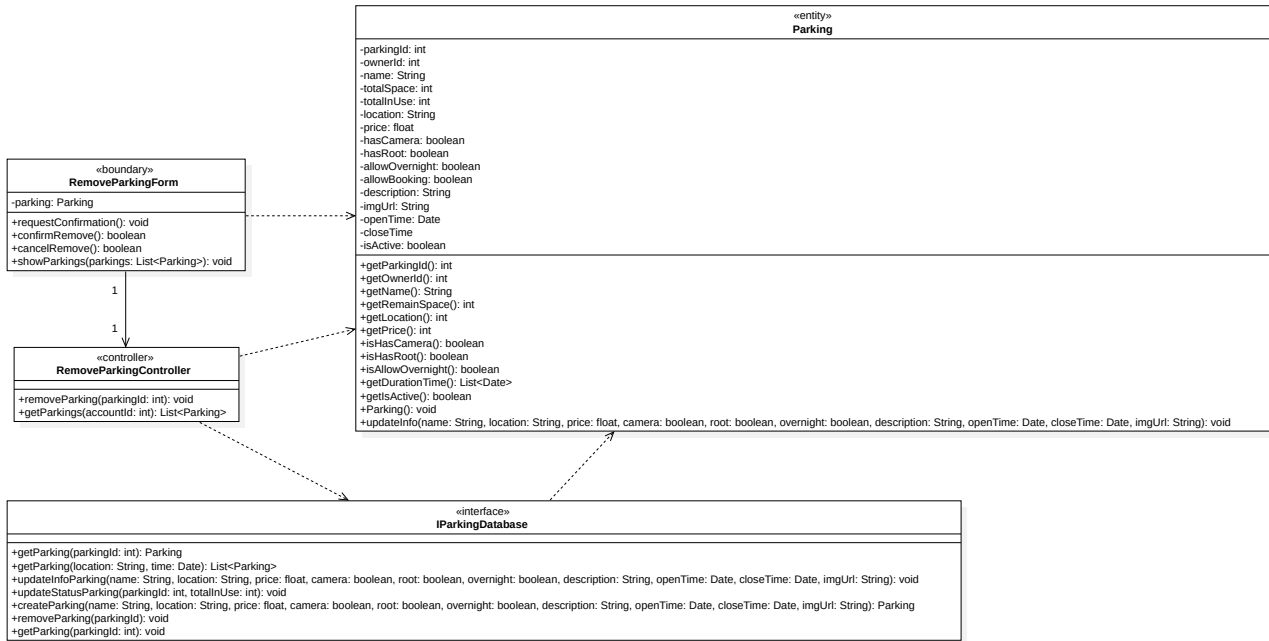 «entity»
Parking
-parkingId: int
-ownerId: int
-name: String
-totalSpace: int
-totalInUse: int
-location: String
-price: float
-hasCamera: boolean
-hasRoot: boolean
-allowOvernight: boolean
-allowBooking: boolean
-description: String
-imgUrl: String
-openTime: Date
-closeTime
-isActive: boolean
+getParkingId(): int
+getOwnerId(): int
+getName(): String
+getRemainSpace(): int
+getLocation(): int
+getPrice(): int
+isHasCamera(): boolean
+isHasRoot(): boolean
+isAllowOvernight(): boolean
+getDurationTime(): List<Date>
+getIsActive(): boolean
+Parking(): void
+updateInfo(name: String, location: String, price: float, camera: boolean, root: boolean, overnight: boolean, description: String, openTime: Date, closeTime: Date, imgUrl: String): void
«boundary»
RemoveParkingForm
-parking: Parking
+requestConfirmation(): void
+confirmRemove(): boolean
+cancelRemove(): boolean
+showParkings(parkings: List<Parking>): void
1
1
«controller»
RemoveParkingController
+removeParking(parkingId: int): void
+getParkings(accountId: int): List<Parking>
«interface»
IParkingDatabase
+getParking(parkingId: int): Parking
+getParking(location: String, time: Date): List<Parking>
+updateInfoParking(name: String, location: String, price: float, camera: boolean, root: boolean, overnight: boolean, description: String, openTime: Date, closeTime: Date, imgUrl: String): void
+updateStatusParking(parkingId: int, totalInUse: int): void
+createParking(name: String, location: String, price: float, camera: boolean, root: boolean, overnight: boolean, description: String, openTime: Date, closeTime: Date, imgUrl: String): Parking
+removeParking(parkingId): void
+getParking(parkingId: int): void